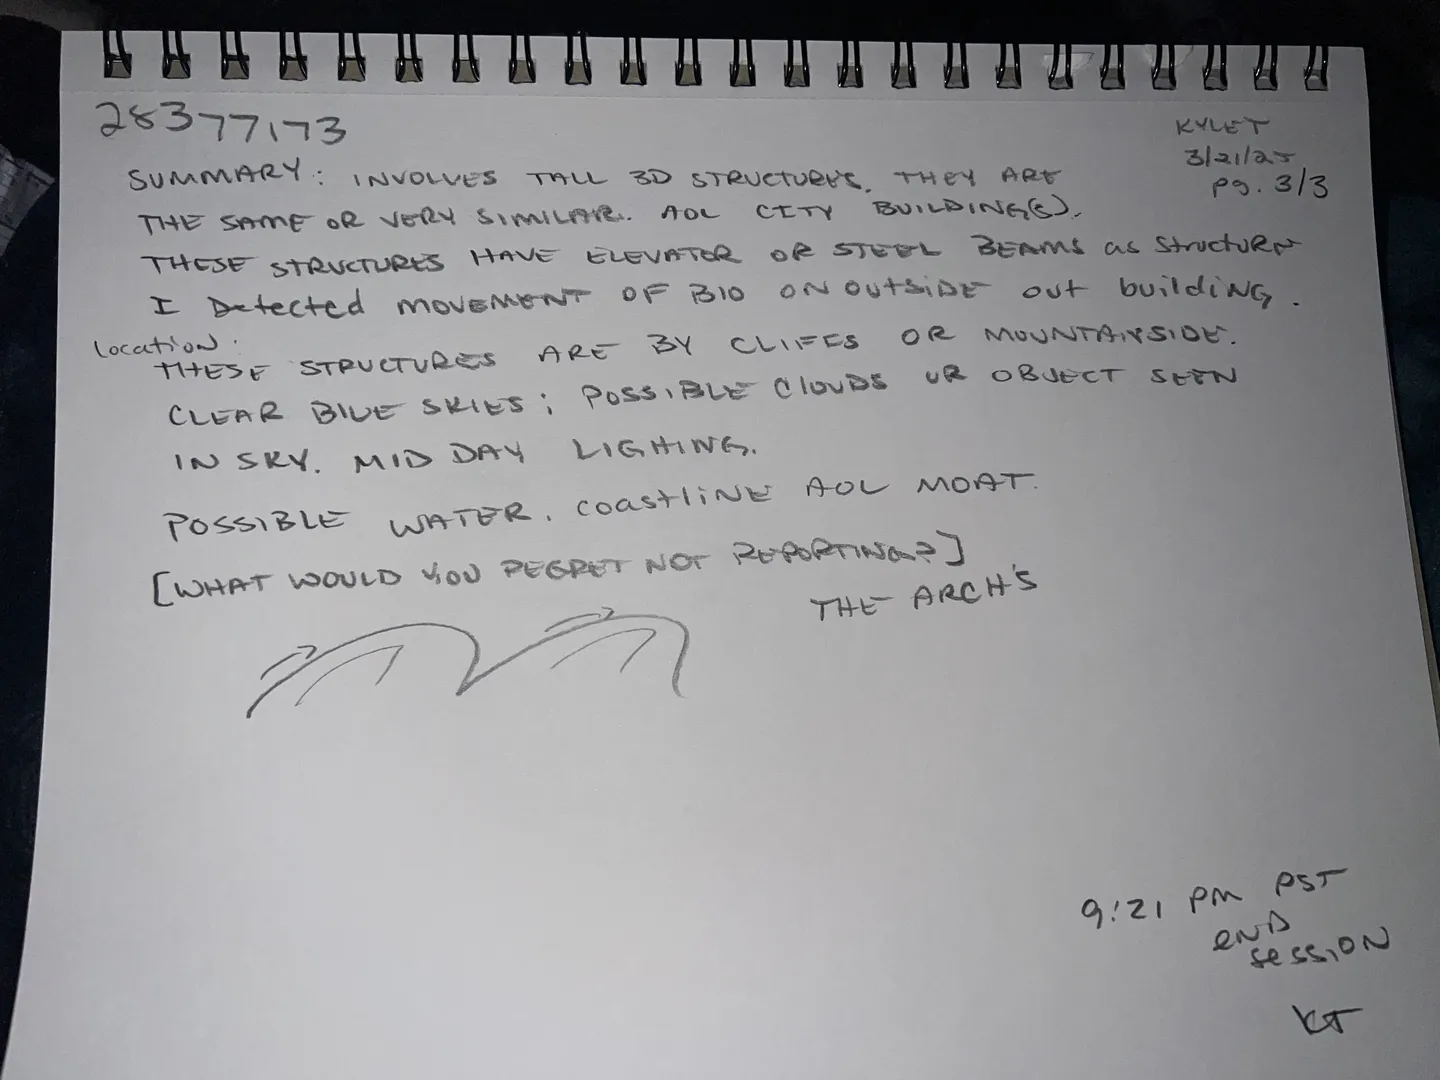 28377173
KYLET
3/21/25
pg. 3/3
SUMMARY: INVOLVES TALL 3D STRUCTURES. THEY ARE
THE SAME OR VERY SIMILAR. AOL CITY BUILDING(S).
THESE STRUCTURES HAVE ELEVATOR OR STEEL BEAMS as Structure
I Detected MOVEMENT OF BIO ON OUTSIDE out building.
Location:
THESE STRUCTURES ARE BY CLIFFS OR MOUNTAINSIDE.
CLEAR BLUE SKIES; POSSIBLE CLOUDS OR OBJECT SEEN
IN SKY. MID DAY LIGHING.
POSSIBLE WATER. COASTLINE AOL MOAT.
[WHAT WOULD YOU REGRET NOT REPORTING?]
THE ARCH'S
9:21 PM PST
END
SESSION
KT